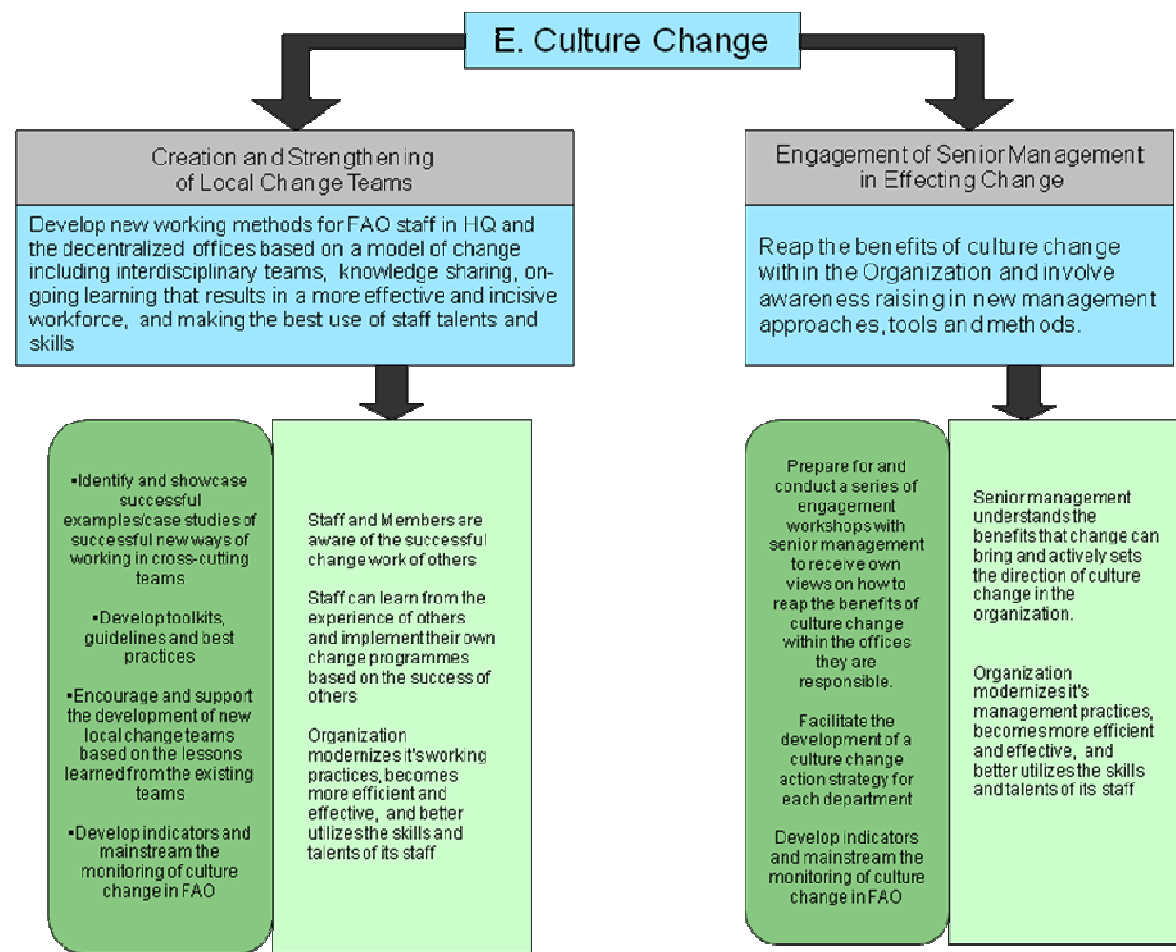 E. Culture Change
Creation and Strengthening
of Local Change Teams
Develop new working methods for FAO staff in HQ and
the decentralized offices based on a model of change
including interdisciplinary teams, knowledge sharing, on-
going learning that results in a more effective and incisive
workforce, and making the best use of staff talents and
skills
▪Identify and showcase
successful
examples/case studies of
successful new ways of
working in cross-cutting
teams
▪Develop toolkits,
guidelines and best
practices
▪Encourage and support
the development of new
local change teams
based on the lessons
learned from the existing
teams
▪Develop indicators and
mainstream the
monitoring of culture
change in FAO
Staff and Members are
aware of the successful
change work of others
Staff can learn from the
experience of others
and implement their own
change programmes
based on the success of
others
Organization
modernizes it's working
practices, becomes
more efficient and
effective, and better
utilizes the skills and
talents of its staff
Engagement of Senior Management
in Effecting Change
Reap the benefits of culture change
within the Organization and involve
awareness raising in new management
approaches, tools and methods.
Prepare for and
conduct a series of
engagement
workshops with
senior management
to receive own
views on how to
reap the benefits of
culture change
within the offices
they are
responsible.
Facilitate the
development of a
culture change
action strategy for
each department
Develop indicators
and mainstream the
monitoring of culture
change in FAO
Senior management
understands the
benefits that change can
bring and actively sets
the direction of culture
change in the
organization.
Organization
modernizes it's
management practices,
becomes more efficient
and effective, and
better utilizes the skills
and talents of its staff